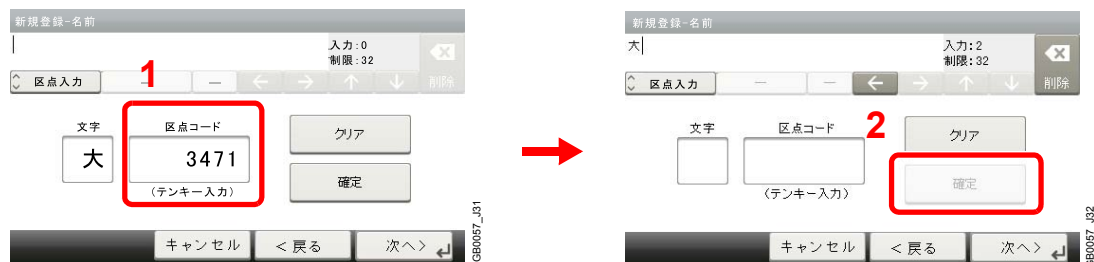 新規登録-名前
入力:0
制限:32
区点入力 － － ← → ↑ ↓ 削除
1
文字 区点コード
大 3471
(テンキー入力)
クリア
確定
キャンセル <戻る 次へ>
GB0057_J31
新規登録-名前
大
入力:2
制限:32
区点入力 － － ← → ↑ ↓ 削除
2
文字 区点コード
(テンキー入力)
クリア
確定
キャンセル <戻る 次へ>
GB0057_J32